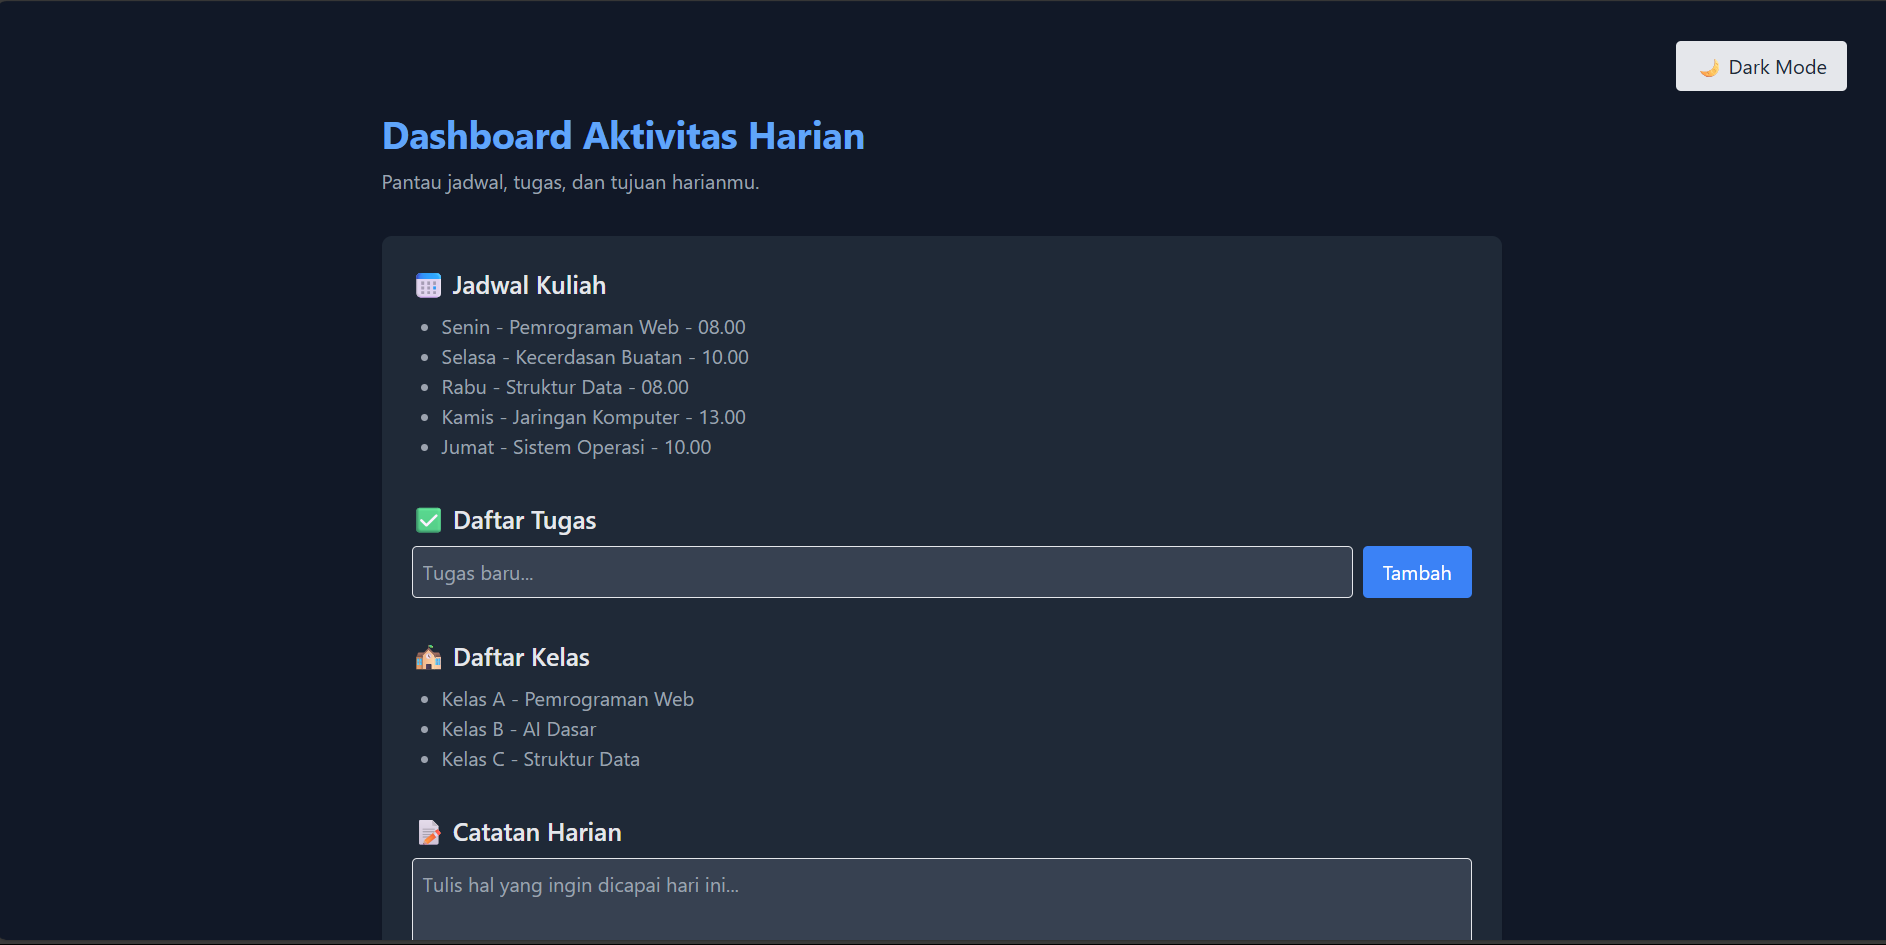 🌙 Dark Mode
Dashboard Aktivitas Harian
Pantau jadwal, tugas, dan tujuan harianmu.
Jadwal Kuliah
Senin - Pemrograman Web - 08.00
Selasa - Kecerdasan Buatan - 10.00
Rabu - Struktur Data - 08.00
Kamis - Jaringan Komputer - 13.00
Jumat - Sistem Operasi - 10.00
✅ Daftar Tugas
Tugas baru...
Tambah
Daftar Kelas
Kelas A - Pemrograman Web
Kelas B - AI Dasar
Kelas C - Struktur Data
Catatan Harian
Tulis hal yang ingin dicapai hari ini...